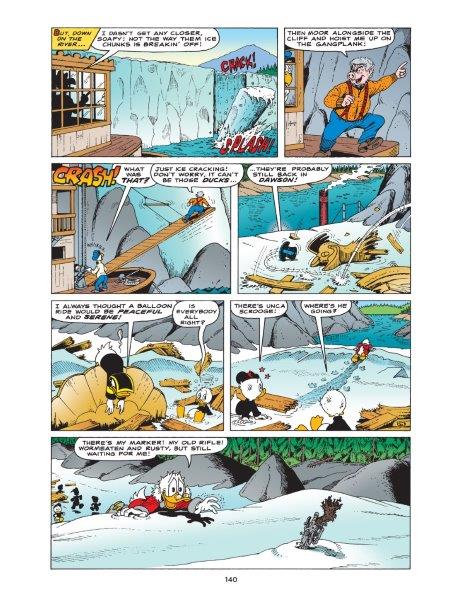 BUT, DOWN
ON THE
RIVER...
I DASN'T GET ANY CLOSER,
SOAPY! NOT THE WAY THEM ICE
CHUNKS IS BREAKIN' OFF!
CRACK!
SPLASH!
THEN MOOR ALONGSIDE THE
CLIFF AND HOIST ME UP ON
THE GANGPLANK!
CRASH!
WHAT
WAS
THAT?
JUST ICE CRACKING!
DON'T WORRY, IT CAN'T
BE THOSE DUCKS...
...THEY'RE PROBABLY
STILL BACK IN
DAWSON!
I ALWAYS THOUGHT A BALLOON
RIDE WOULD BE PEACEFUL
AND SERENE!
IS
EVERYBODY
ALL
RIGHT?
THERE'S UNCA
SCROOGE!
WHERE'S HE
GOING?
THERE'S MY MARKER! MY OLD RIFLE!
WORMEATEN AND RUSTY, BUT STILL
WAITING FOR ME!
140